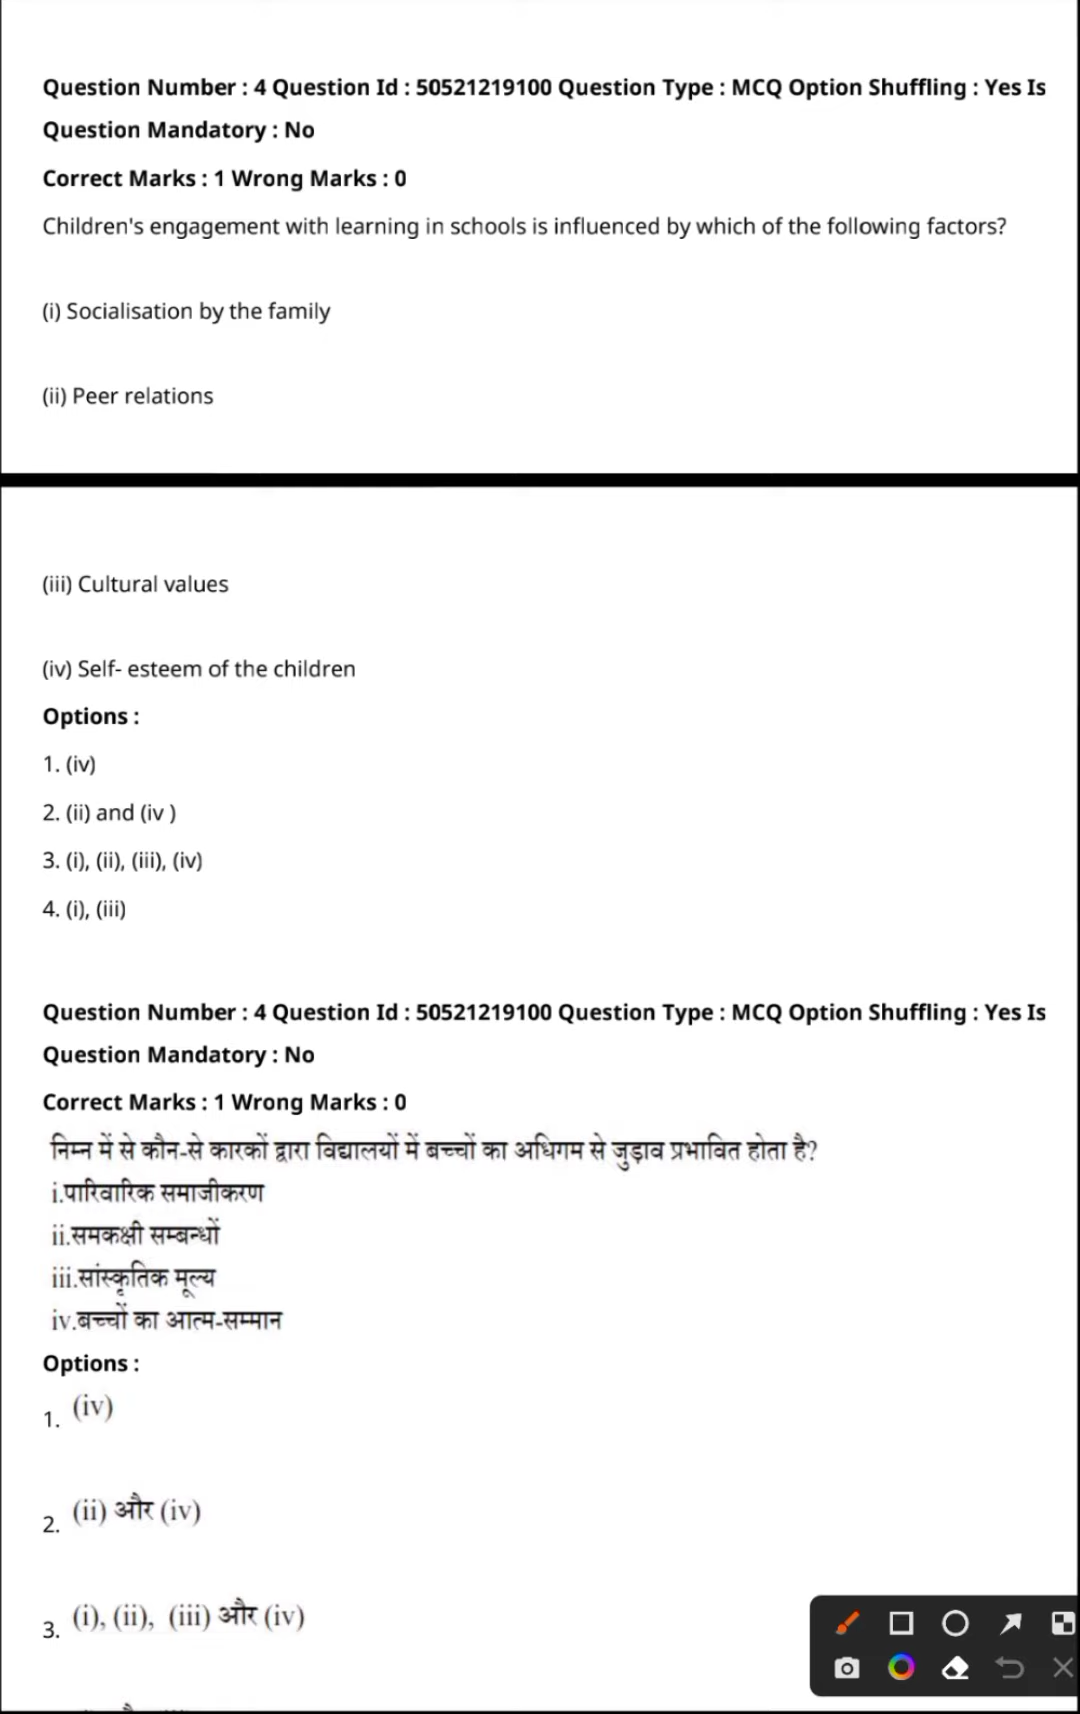 Question Number : 4 Question Id : 50521219100 Question Type : MCQ Option Shuffling : Yes Is
Question Mandatory : No
Correct Marks : 1 Wrong Marks : 0
Children's engagement with learning in schools is influenced by which of the following factors?
(i) Socialisation by the family
(ii) Peer relations
(iii) Cultural values
(iv) Self- esteem of the children
Options :
1. (iv)
2. (ii) and (iv )
3. (i), (ii), (iii), (iv)
4. (i), (iii)
Question Number : 4 Question Id : 50521219100 Question Type : MCQ Option Shuffling : Yes Is
Question Mandatory : No
Correct Marks : 1 Wrong Marks : 0
निम्न में से कौन-से कारकों द्वारा विद्यालयों में बच्चों का अधिगम से जुड़ाव प्रभावित होता है?
i.पारिवारिक समाजीकरण
ii.समकक्षी सम्बन्धों
iii.सांस्कृतिक मूल्य
iv.बच्चों का आत्म-सम्मान
Options :
1. (iv)
2. (ii) और (iv)
3. (i), (ii), (iii) और (iv)